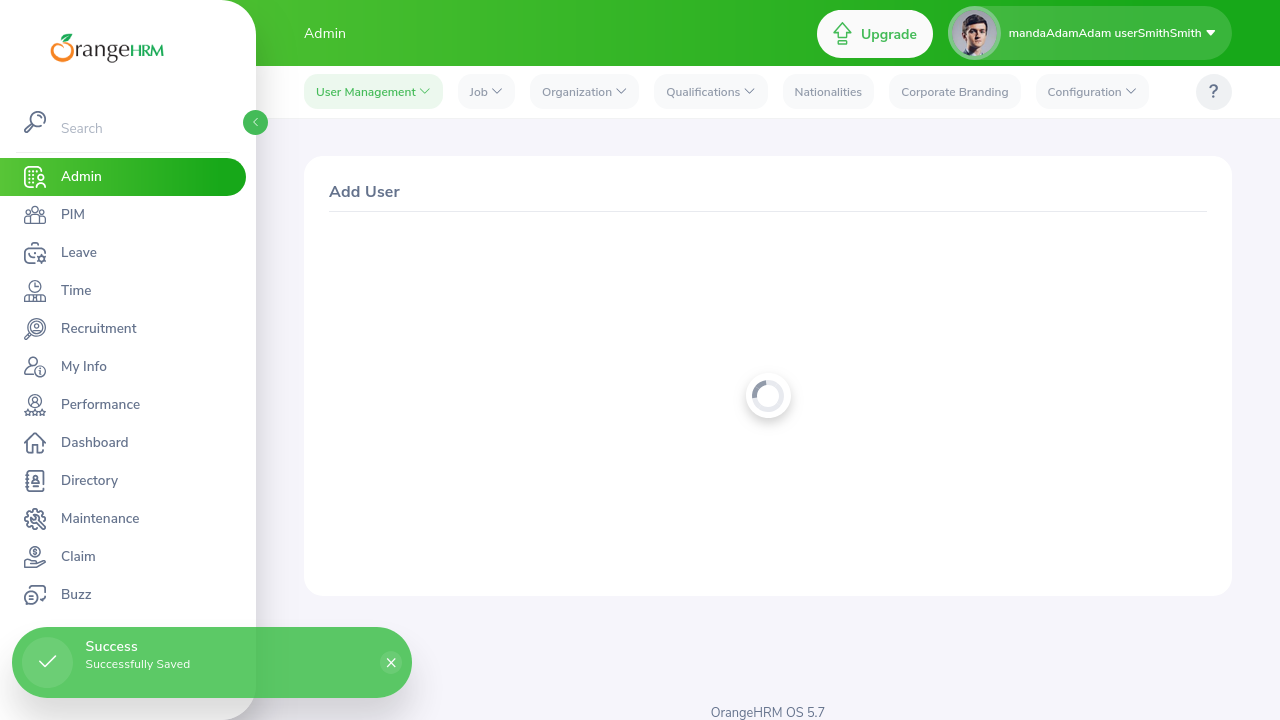 OrangeHRM
Admin
Upgrade
mandaAdamAdam userSmithSmith
User Management
Job
Organization
Qualifications
Nationalities
Corporate Branding
Configuration
?
Search
Admin
PIM
Leave
Time
Recruitment
My Info
Performance
Dashboard
Directory
Maintenance
Claim
Buzz
Add User
Success
Successfully Saved
OrangeHRM OS 5.7